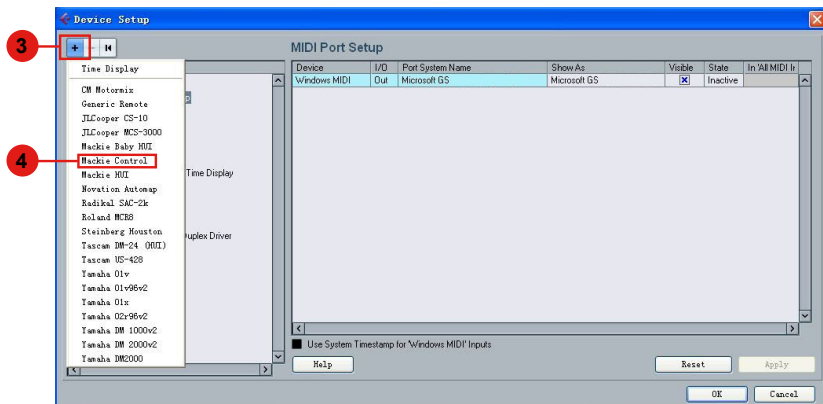 Device Setup
3
+ - 
MIDI Port Setup
Time Display
CM Motormix
Generic Remote
JLCooper CS-10
JLCooper MCS-3000
Mackie Baby HUI
4
Mackie Control
Mackie HUI
Novation Automap
Radikal SAC-2k
Roland MCR8
Steinberg Houston
Tascam DM-24 (HUI)
Tascam US-428
Yamaha 01v
Yamaha 01v96v2
Yamaha 01x
Yamaha 02r96v2
Yamaha DM 1000v2
Yamaha DM 2000v2
Yamaha DM2000
Time Display
uplex Driver
Device I/O Port System Name Show As Visible State In 'All MIDI Ir
Windows MIDI Out Microsoft GS Microsoft GS Inactive
Use System Timestamp for 'Windows MIDI' Inputs
Help Reset Apply
OK Cancel